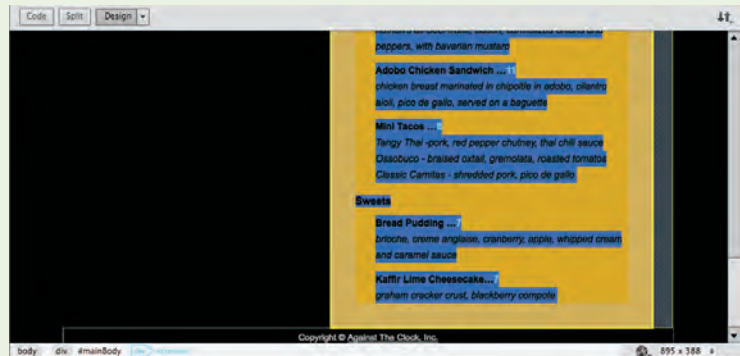 Code Split Design
peppers, with bavarian mustard
Adobo Chicken Sandwich ...11
chicken breast marinated in chipotle in adobo, cilantro
aioli, pico de gallo, served on a baguette
Mini Tacos ...
Tangy Thai -pork, red pepper chutney, thai chili sauce
Ossobuco - braised oxtail, gremolata, roasted tomatos
Classic Carnitas - shredded pork, pico de gallo
Sweets
Bread Pudding ...7
brioche, creme anglaise, cranberry, apple, whipped cream
and caramel sauce
Kaffir Lime Cheesecake...7
graham cracker crust, blackberry compote
Copyright © Against The Clock, Inc.
body div #mainBody 895 x 388